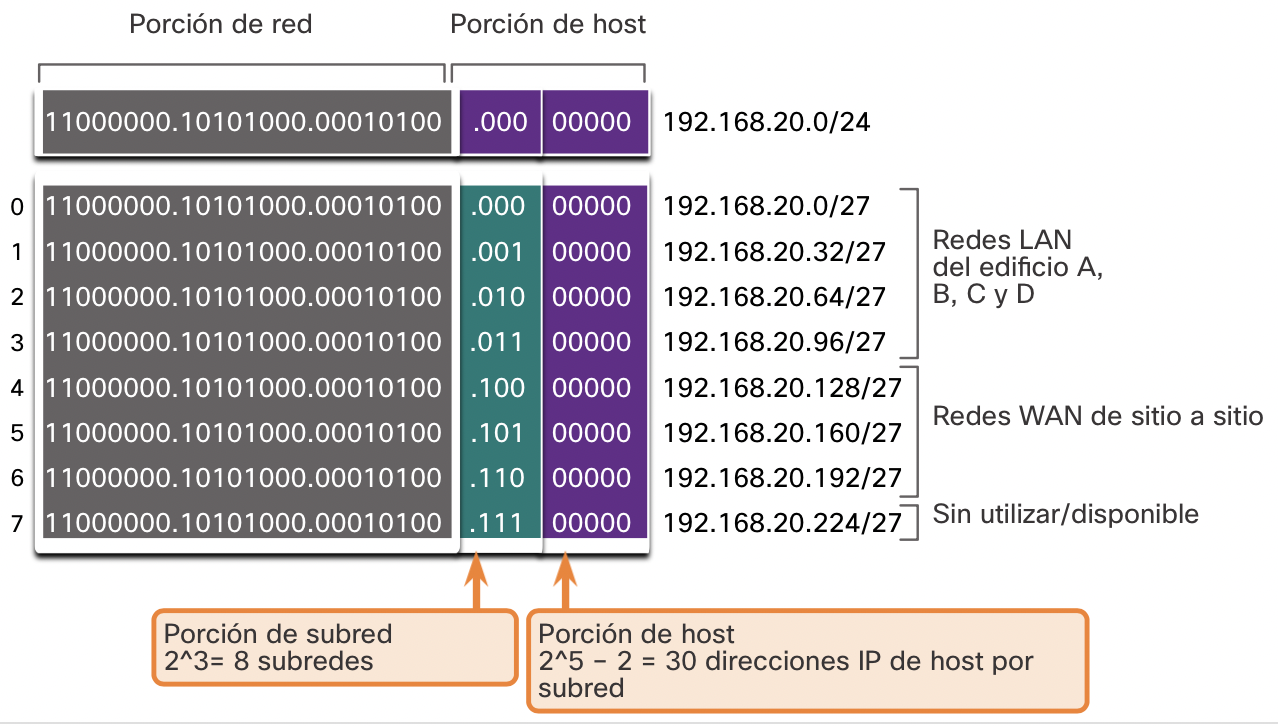 Porción de red Porción de host
11000000.10101000.00010100 .000 00000 192.168.20.0/24
0 11000000.10101000.00010100 .000 00000 192.168.20.0/27
1 11000000.10101000.00010100 .001 00000 192.168.20.32/27
2 11000000.10101000.00010100 .010 00000 192.168.20.64/27
3 11000000.10101000.00010100 .011 00000 192.168.20.96/27
Redes LAN
del edificio A,
B, C y D
4 11000000.10101000.00010100 .100 00000 192.168.20.128/27
5 11000000.10101000.00010100 .101 00000 192.168.20.160/27
6 11000000.10101000.00010100 .110 00000 192.168.20.192/27
Redes WAN de sitio a sitio
7 11000000.10101000.00010100 .111 00000 192.168.20.224/27
Sin utilizar/disponible
Porción de subred
2^3= 8 subredes
Porción de host
2^5 − 2 = 30 direcciones IP de host por
subred